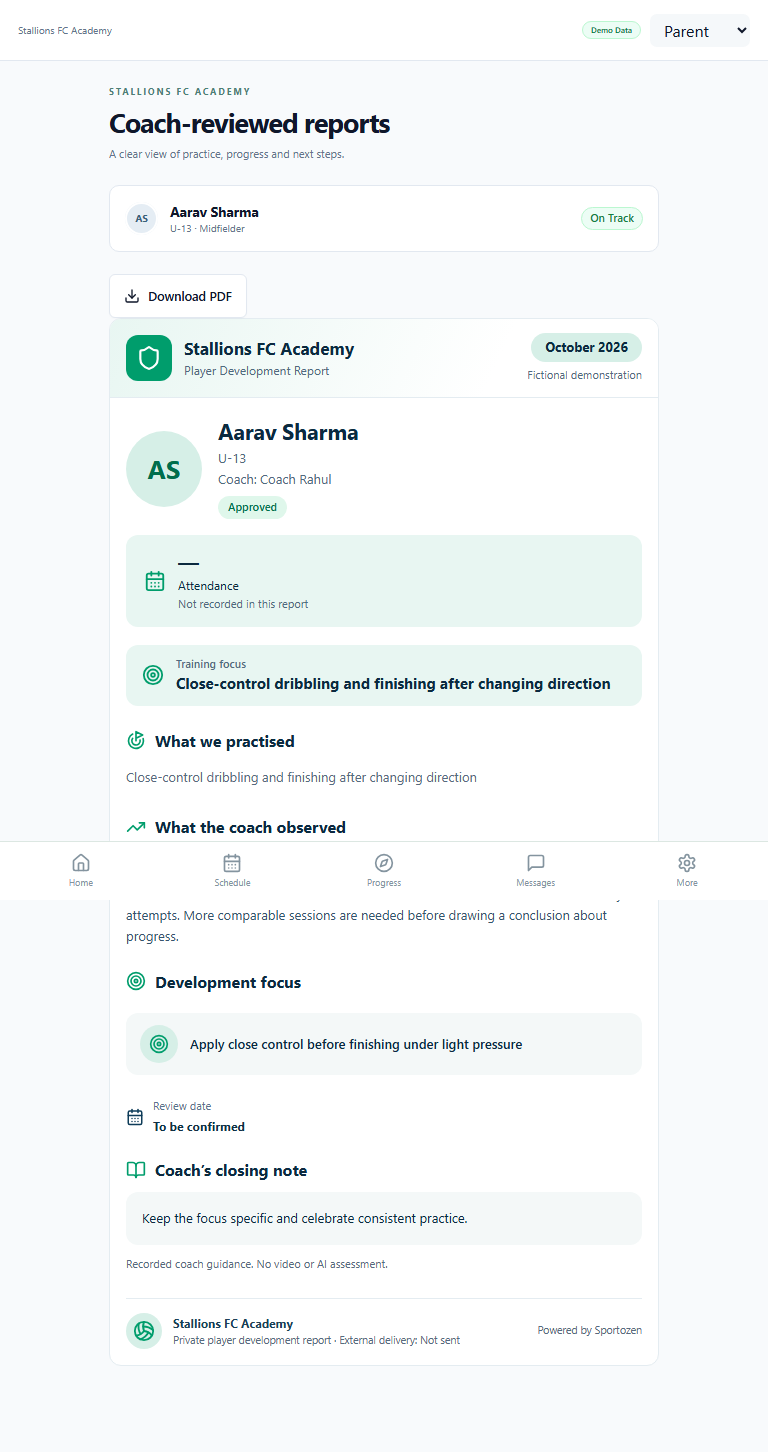 Stallions FC Academy
Demo Data
Parent
STALLIONS FC ACADEMY
Coach-reviewed reports
A clear view of practice, progress and next steps.
AS
Aarav Sharma
U-13 · Midfielder
On Track
Download PDF
Stallions FC Academy
Player Development Report
October 2026
Fictional demonstration
AS
Aarav Sharma
U-13
Coach: Coach Rahul
Approved
—
Attendance
Not recorded in this report
Training focus
Close-control dribbling and finishing after changing direction
What we practised
Close-control dribbling and finishing after changing direction
What the coach observed
Home
Schedule
Progress
Messages
More
attempts. More comparable sessions are needed before drawing a conclusion about
progress.
Development focus
Apply close control before finishing under light pressure
Review date
To be confirmed
Coach's closing note
Keep the focus specific and celebrate consistent practice.
Recorded coach guidance. No video or AI assessment.
Stallions FC Academy
Private player development report · External delivery: Not sent
Powered by Sportozen